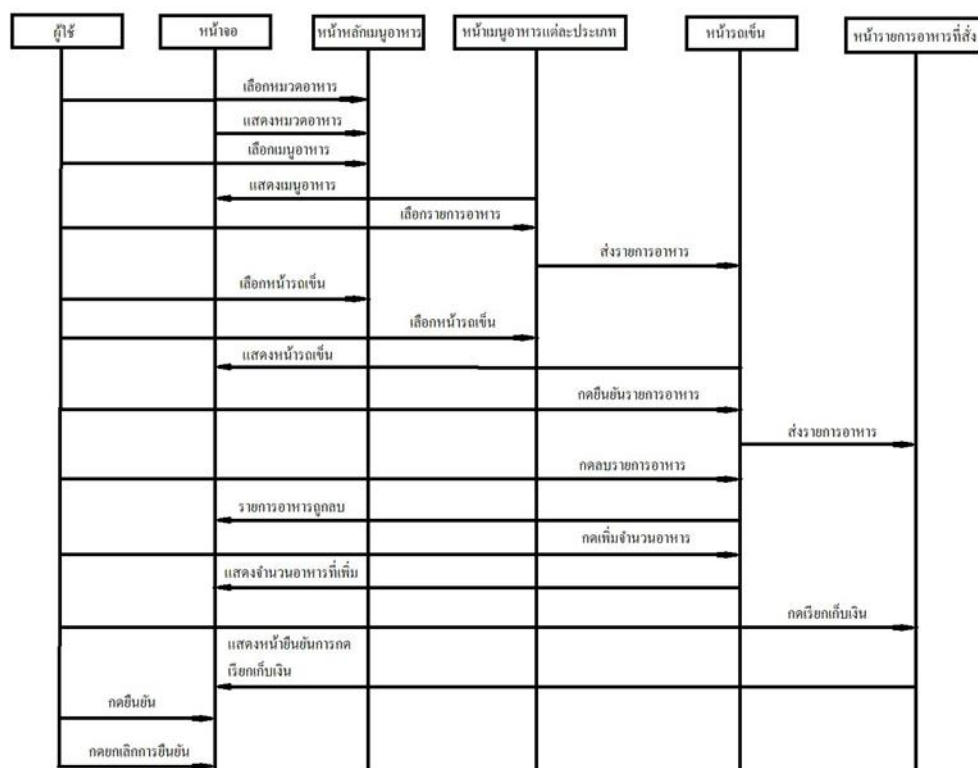 ผู้ใช้
หน้าจอ
หน้าหลักเมนูอาหาร
หน้าเมนูอาหารแต่ละประเภท
หน้ารถเข็น
หน้ารายการอาหารที่สั่ง
เลือกหมวดอาหาร
แสดงหมวดอาหาร
เลือกเมนูอาหาร
แสดงเมนูอาหาร
เลือกรายการอาหาร
ส่งรายการอาหาร
เลือกหน้ารถเข็น
เลือกหน้ารถเข็น
แสดงหน้ารถเข็น
กดยืนยันรายการอาหาร
ส่งรายการอาหาร
กดลบรายการอาหาร
รายการอาหารถูกลบ
กดเพิ่มจำนวนอาหาร
แสดงจำนวนอาหารที่เพิ่ม
กดเรียกเก็บเงิน
แสดงหน้ายืนยันการกด
เรียกเก็บเงิน
กดยืนยัน
กดยกเลิกการยืนยัน